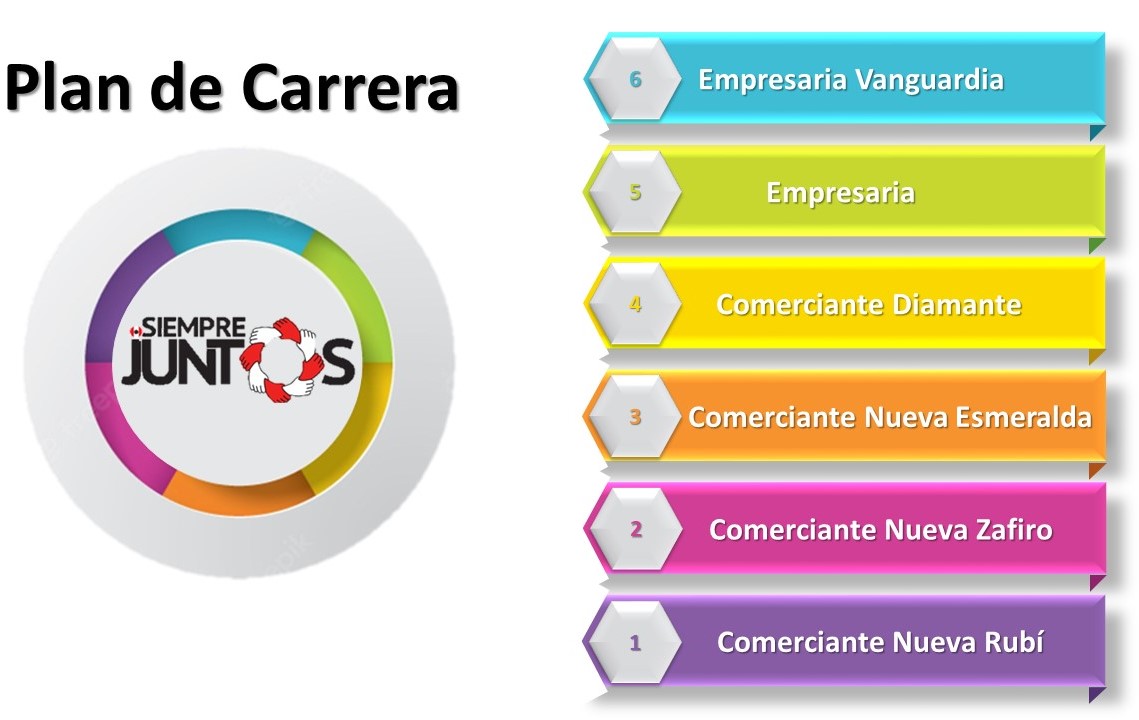 Plan de Carrera
SIEMPRE
JUNTOS
6 Empresaria Vanguardia
5 Empresaria
4 Comerciante Diamante
3 Comerciante Nueva Esmeralda
2 Comerciante Nueva Zafiro
1 Comerciante Nueva Rubí